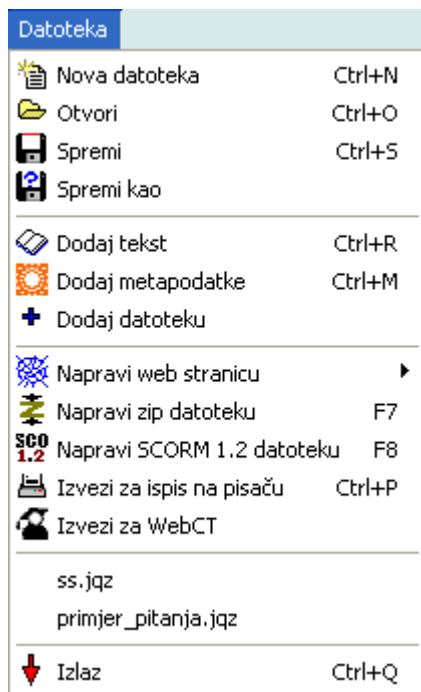 Datoteka
Nova datoteka Ctrl+N
Otvori Ctrl+O
Spremi Ctrl+S
Spremi kao
Dodaj tekst Ctrl+R
Dodaj metapodatke Ctrl+M
Dodaj datoteku
Napravi web stranicu
Napravi zip datoteku F7
SCO 1.2 Napravi SCORM 1.2 datoteku F8
Izvezi za ispis na pisaču Ctrl+P
Izvezi za WebCT
ss.jqz
primjer_pitanja.jqz
Izlaz Ctrl+Q